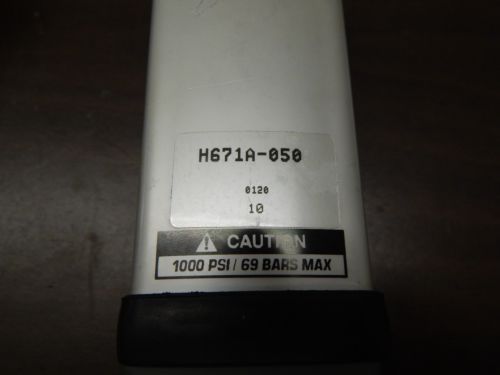 H671A-050
0120
10
CAUTION
1000 PSI / 69 BARS MAX